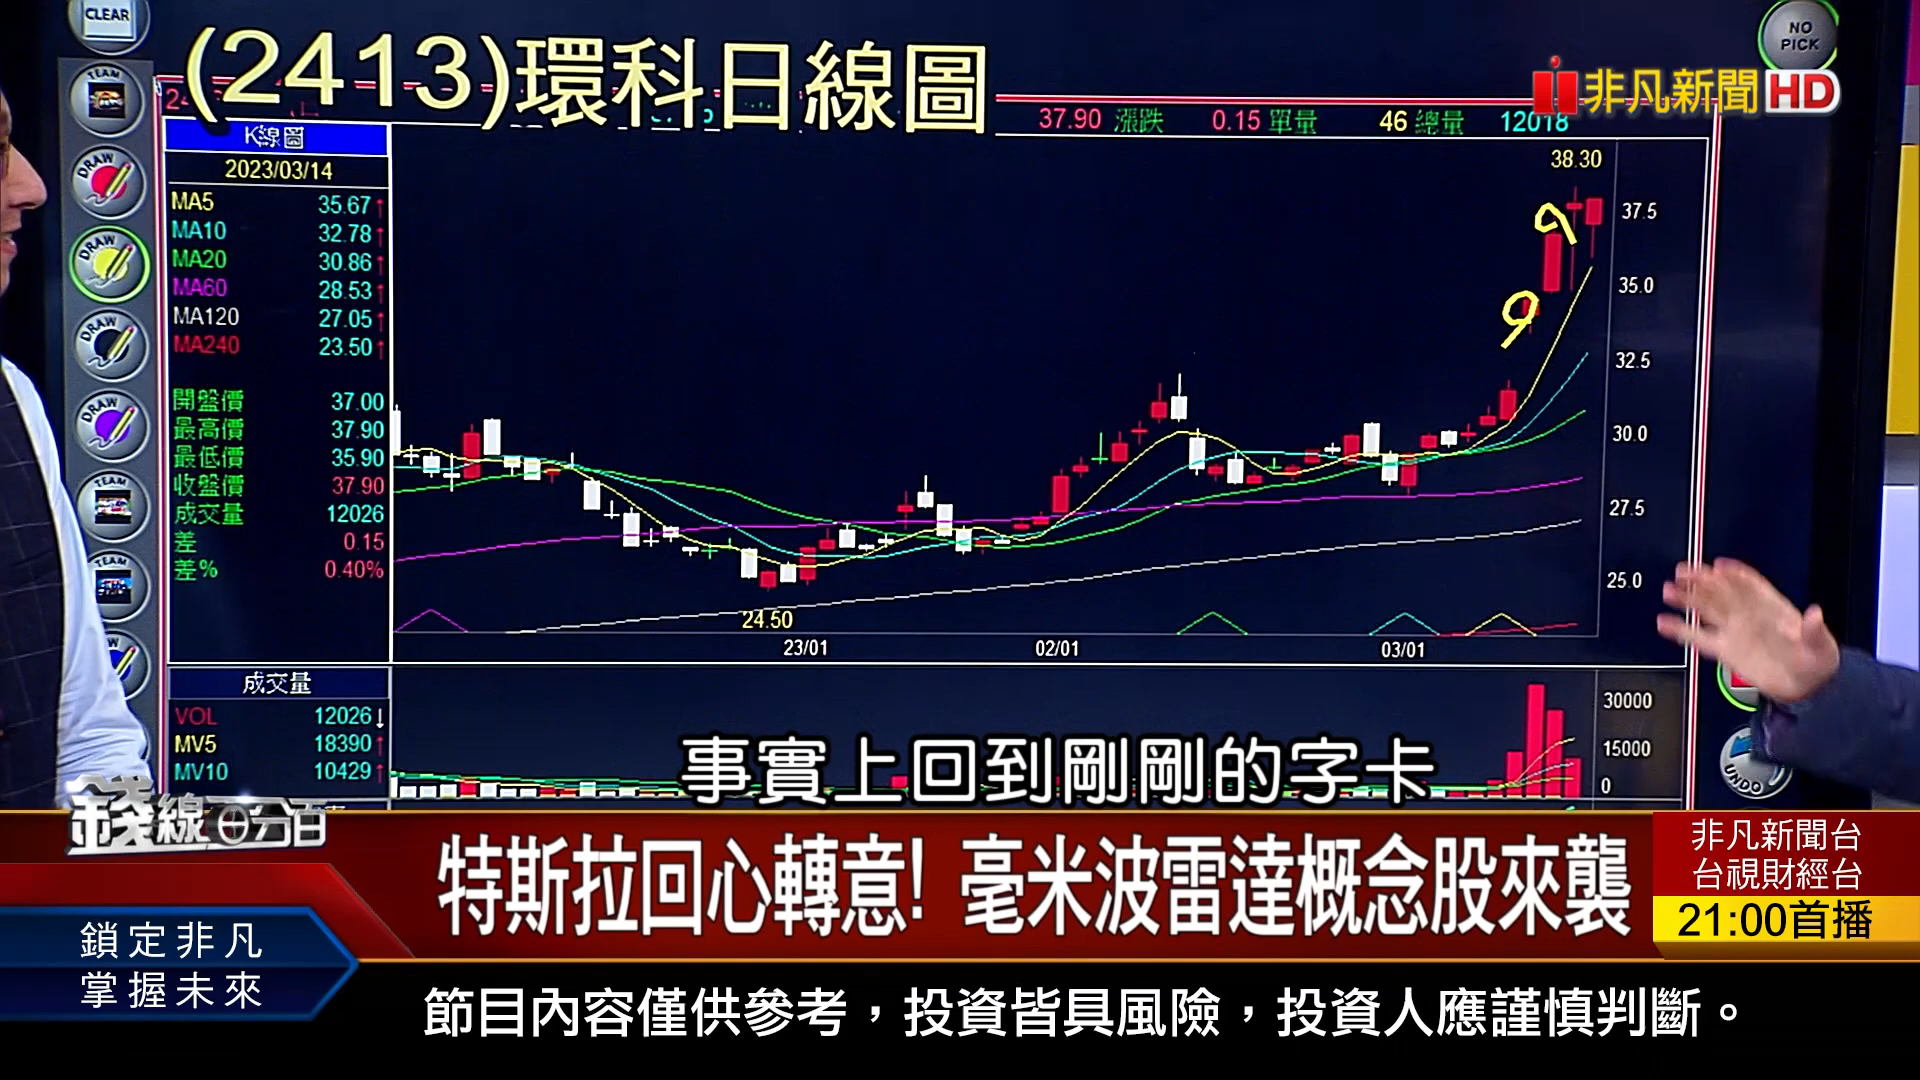 CLEAR
NO
PICK
(2413)環科日線圖
非凡新聞HD
37.90 漲跌 0.15 單量 46 總量 12018
TEAM
K線圖
2023/03/14
MA5 35.67↑
MA10 32.78↑
MA20 30.86↑
MA60 28.53↑
MA120 27.05↑
MA240 23.50↑
開盤價 37.00
最高價 37.90
最低價 35.90
收盤價 37.90
成交量 12026
差 0.15
差% 0.40%
DRAW
DRAW
DRAW
DRAW
TEAM
TEAM
38.30
37.5
35.0
32.5
30.0
27.5
25.0
24.50
23/01 02/01 03/01
成交量
VOL 12026↓
MV5 18390↑
MV10 10429↑
30000
15000
0
UNDO
事實上回到剛剛的字卡
錢線百分百
特斯拉回心轉意! 毫米波雷達概念股來襲
非凡新聞台
台視財經台
21:00首播
鎖定非凡
掌握未來
節目內容僅供參考，投資皆具風險，投資人應謹慎判斷。